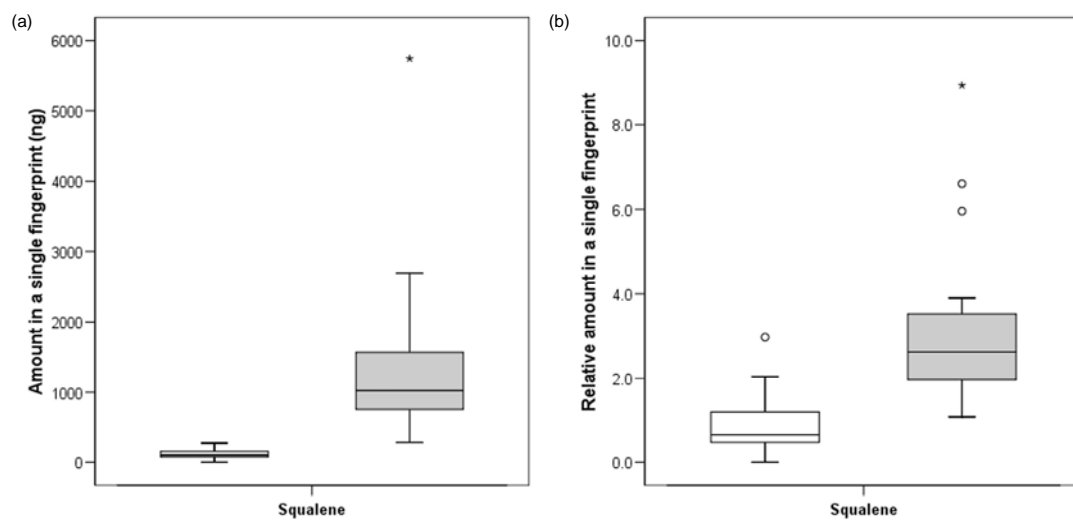 (a)
Amount in a single fingerprint (ng)
6000
5000
4000
3000
2000
1000
0
Squalene
(b)
Relative amount in a single fingerprint
10.0
8.0
6.0
4.0
2.0
0.0
Squalene